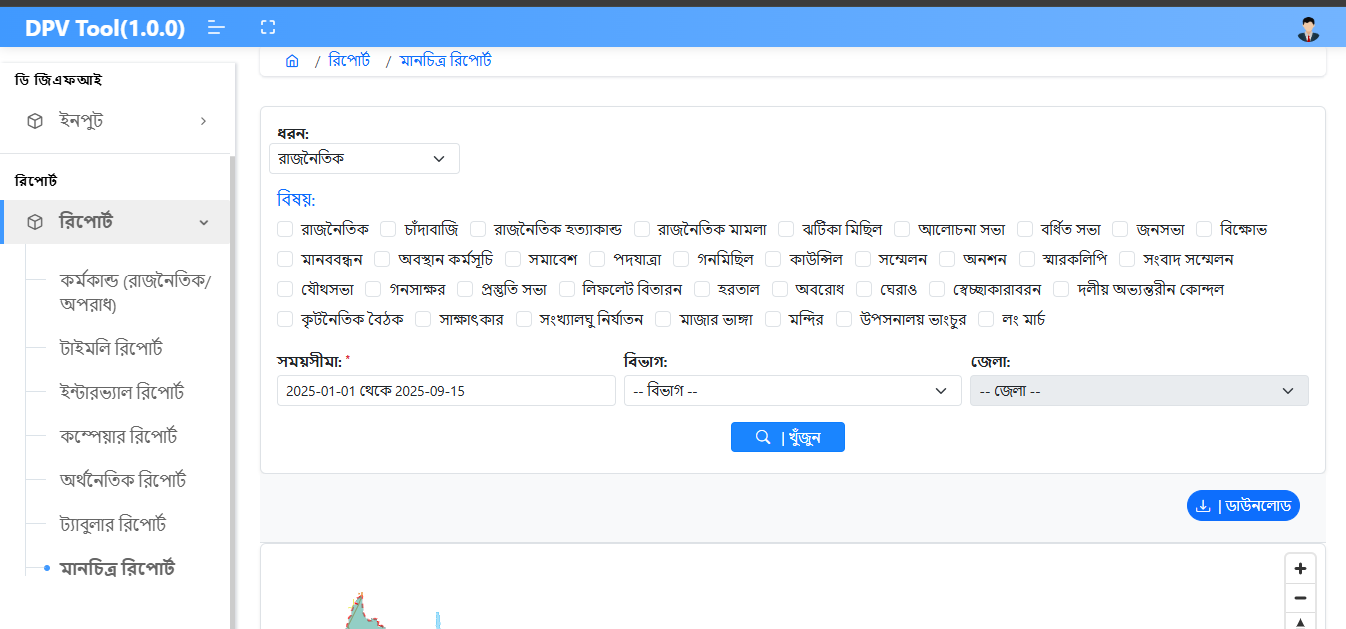 DPV Tool(1.0.0)
/ রিপোর্ট / মানচিত্র রিপোর্ট
ডি জিএফআই
ইনপুট
রিপোর্ট
রিপোর্ট
কর্মকান্ড (রাজনৈতিক/
অপরাধ)
টাইমলি রিপোর্ট
ইন্টারভ্যাল রিপোর্ট
কম্পেয়ার রিপোর্ট
অর্থনৈতিক রিপোর্ট
ট্যাবুলার রিপোর্ট
মানচিত্র রিপোর্ট
ধরন:
রাজনৈতিক
বিষয়:
রাজনৈতিক চাঁদাবাজি রাজনৈতিক হত্যাকান্ড রাজনৈতিক মামলা ঝটিকা মিছিল আলোচনা সভা বর্ধিত সভা জনসভা বিক্ষোভ
মানববন্ধন অবস্থান কর্মসূচি সমাবেশ পদযাত্রা গনমিছিল কাউন্সিল সম্মেলন অনশন স্মারকলিপি সংবাদ সম্মেলন
যৌথসভা গনসাক্ষর প্রস্তুতি সভা লিফলেট বিতারন হরতাল অবরোধ ঘেরাও স্বেচ্ছাকারাবরন দলীয় অভ্যন্তরীন কোন্দল
কূটনৈতিক বৈঠক সাক্ষাৎকার সংখ্যালঘু নির্যাতন মাজার ভাঙ্গা মন্দির উপসনালয় ভাংচুর লং মার্চ
সময়সীমা: * বিভাগ: জেলা:
2025-01-01 থেকে 2025-09-15 -- বিভাগ -- -- জেলা --
| খুঁজুন
| ডাউনলোড